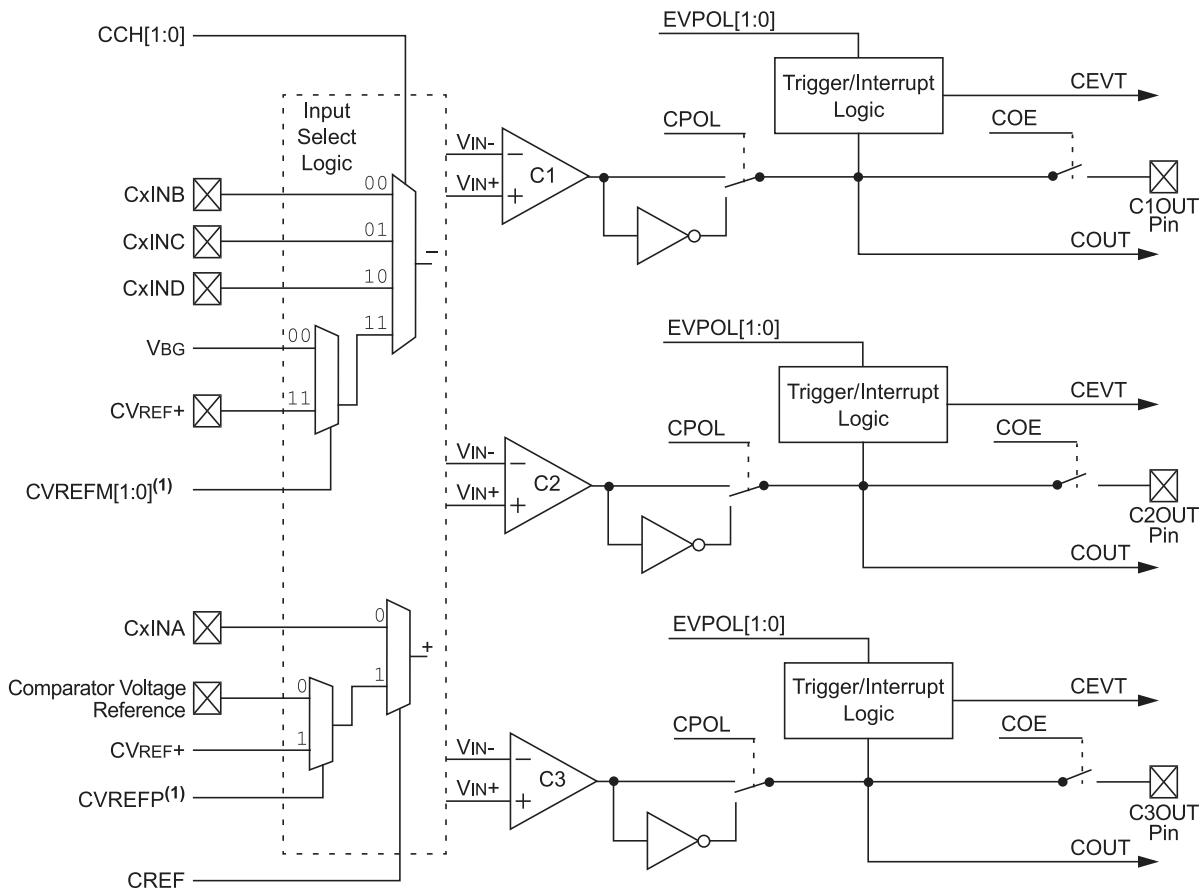 CCH[1:0]
Input
Select
Logic
CxINB
00
CxINC
01
CxIND
10
11
VBG
00
CVREF+
11
CVREFM[1:0](1)
–
CxINA
0
+
Comparator Voltage
Reference
0
1
CVREF+
1
CVREFP(1)
CREF
EVPOL[1:0]
Trigger/Interrupt
Logic
CEVT
CPOL
COE
VIN-
–
VIN+
+
C1
C1OUT
Pin
COUT
EVPOL[1:0]
Trigger/Interrupt
Logic
CEVT
CPOL
COE
VIN-
–
VIN+
+
C2
C2OUT
Pin
COUT
EVPOL[1:0]
Trigger/Interrupt
Logic
CEVT
CPOL
COE
VIN-
–
VIN+
+
C3
C3OUT
Pin
COUT